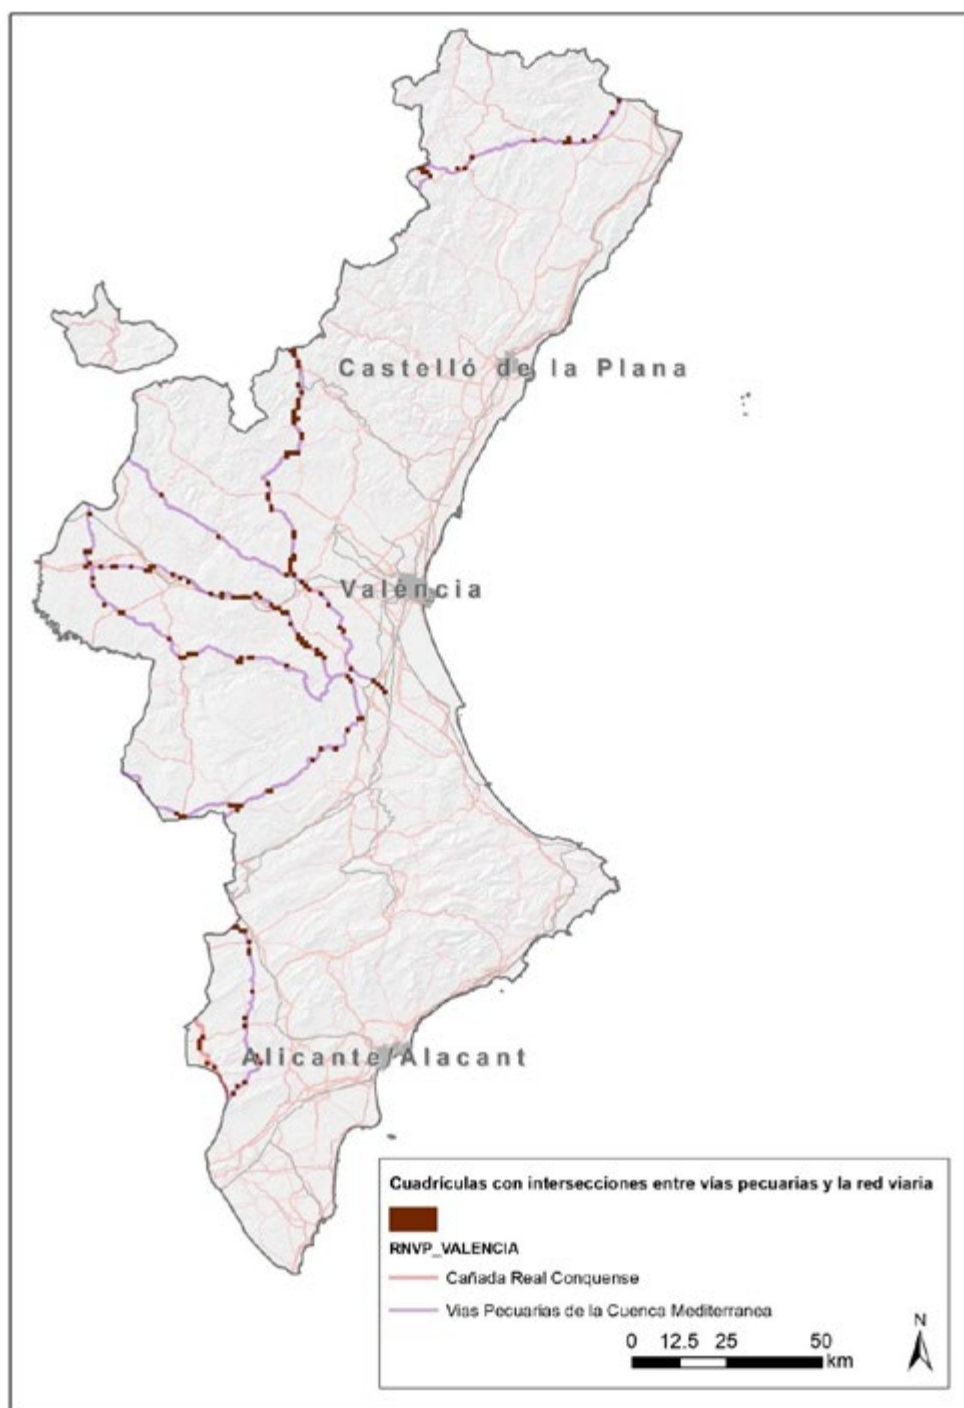 Castelló de la Plana
València
Alicante/Alacant
Cuadrículas con intersecciones entre vías pecuarias y la red viaria
RNVP_VALENCIA
Cañada Real Conquense
Vias Pecuarias de la Cuenca Mediterranea
N
0 12.5 25 50
km